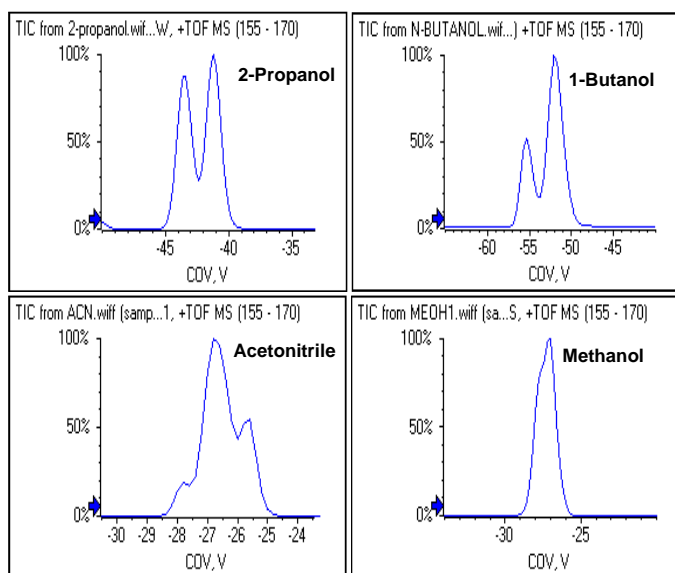 TIC from 2-propanol.wif...W, +TOF MS (155 - 170)
2-Propanol
100%
50%
0%
-45 -40 -35
COV, V
TIC from N-BUTANOL.wif...) +TOF MS (155 - 170)
1-Butanol
100%
50%
0%
-60 -55 -50 -45
COV, V
TIC from ACN.wiff (samp...1, +TOF MS (155 - 170)
Acetonitrile
100%
50%
0%
-30 -29 -28 -27 -26 -25 -24
COV, V
TIC from MEOH1.wiff (sa...S, +TOF MS (155 - 170)
Methanol
100%
50%
0%
-30 -25
COV, V